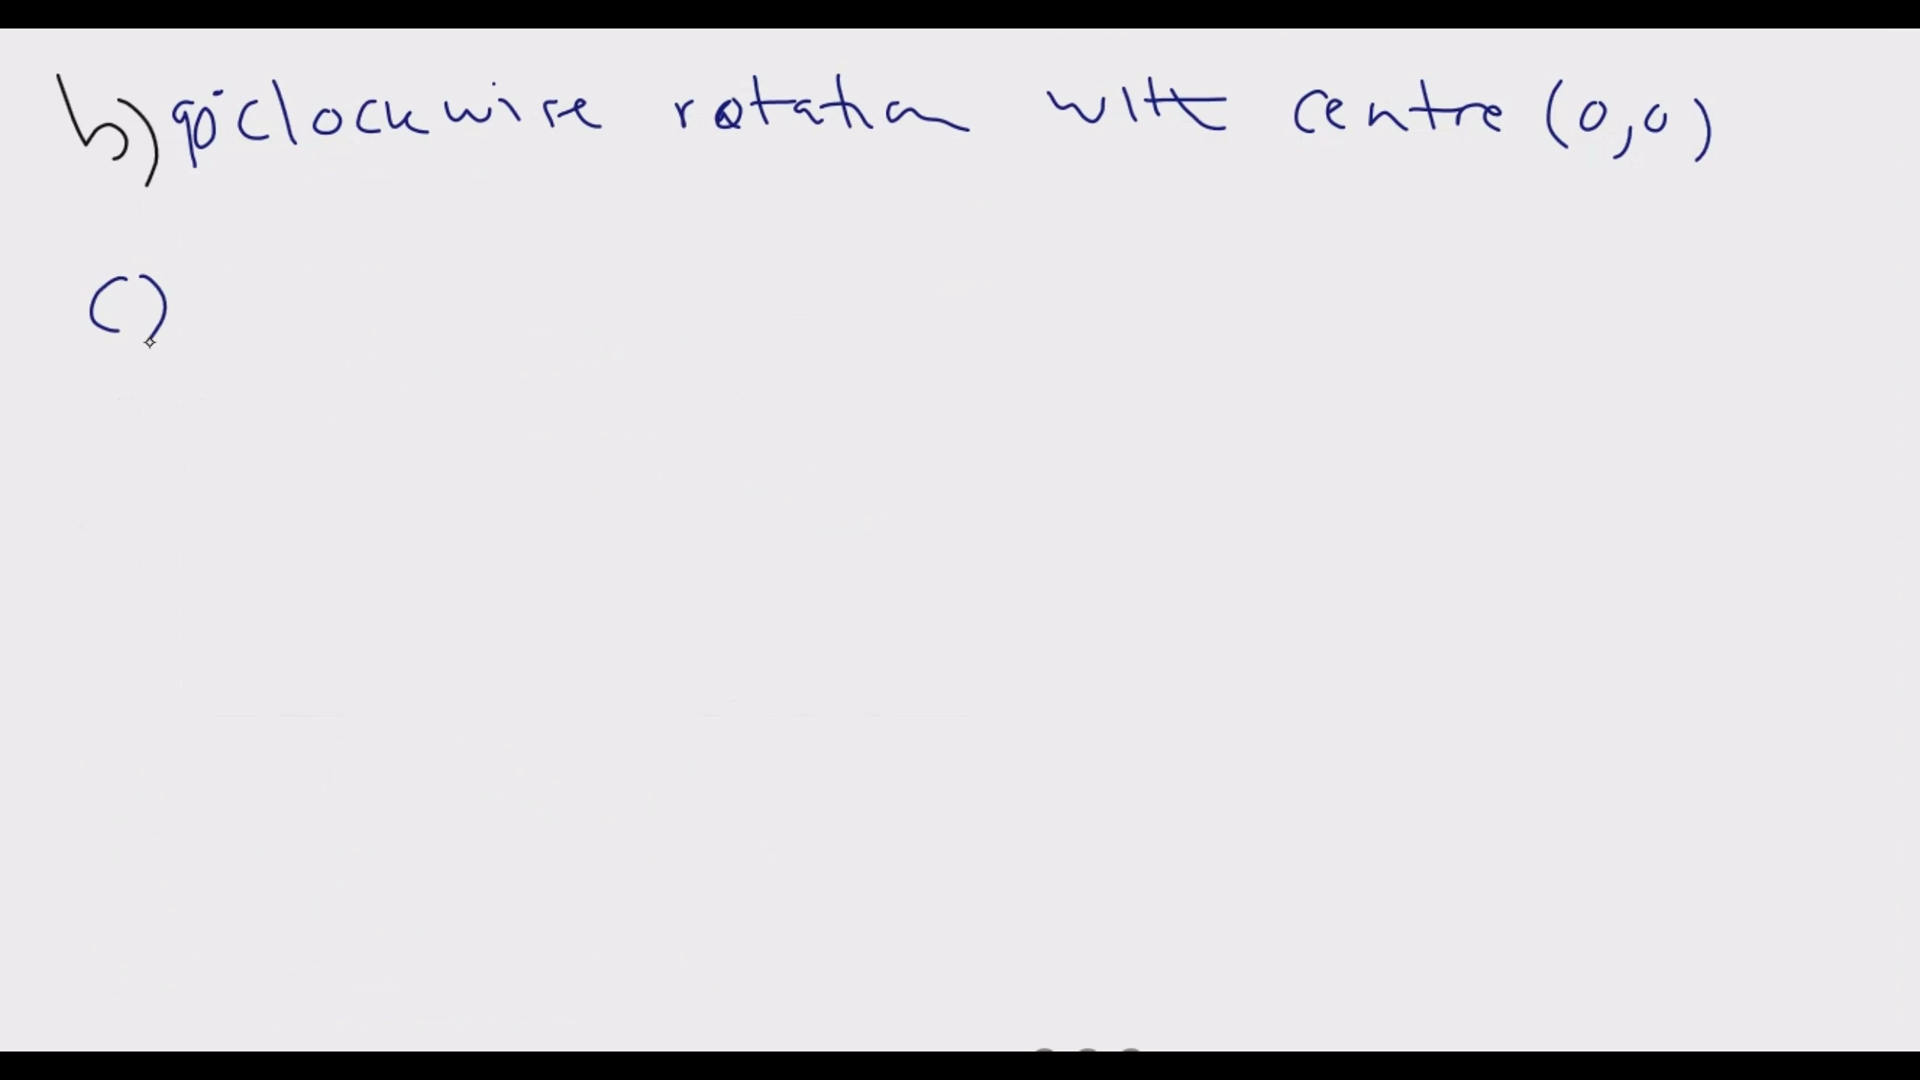 b) 90° clockwise rotation with centre (0,0)
c)